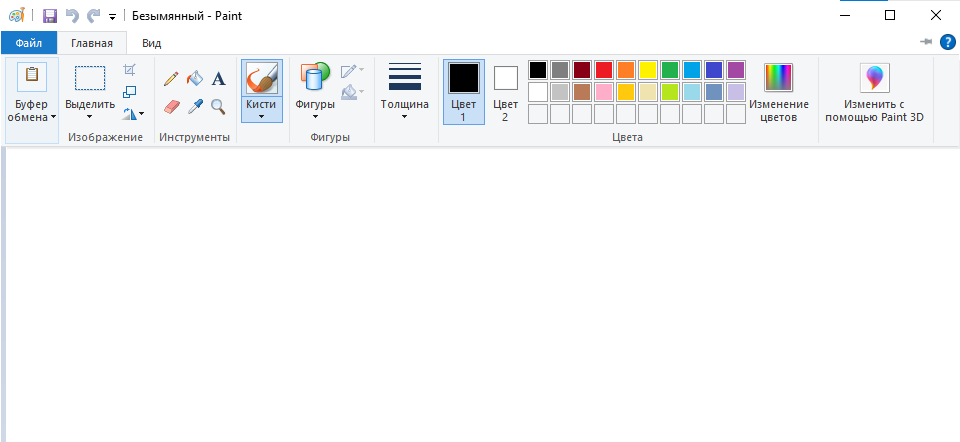 Безымянный - Paint
Файл Главная Вид
Буфер обмена
Выделить
Изображение
A
Инструменты
Кисти
Фигуры
Фигуры
Толщина
Цвет 1
Цвет 2
Изменение цветов
Цвета
Изменить с помощью Paint 3D
?